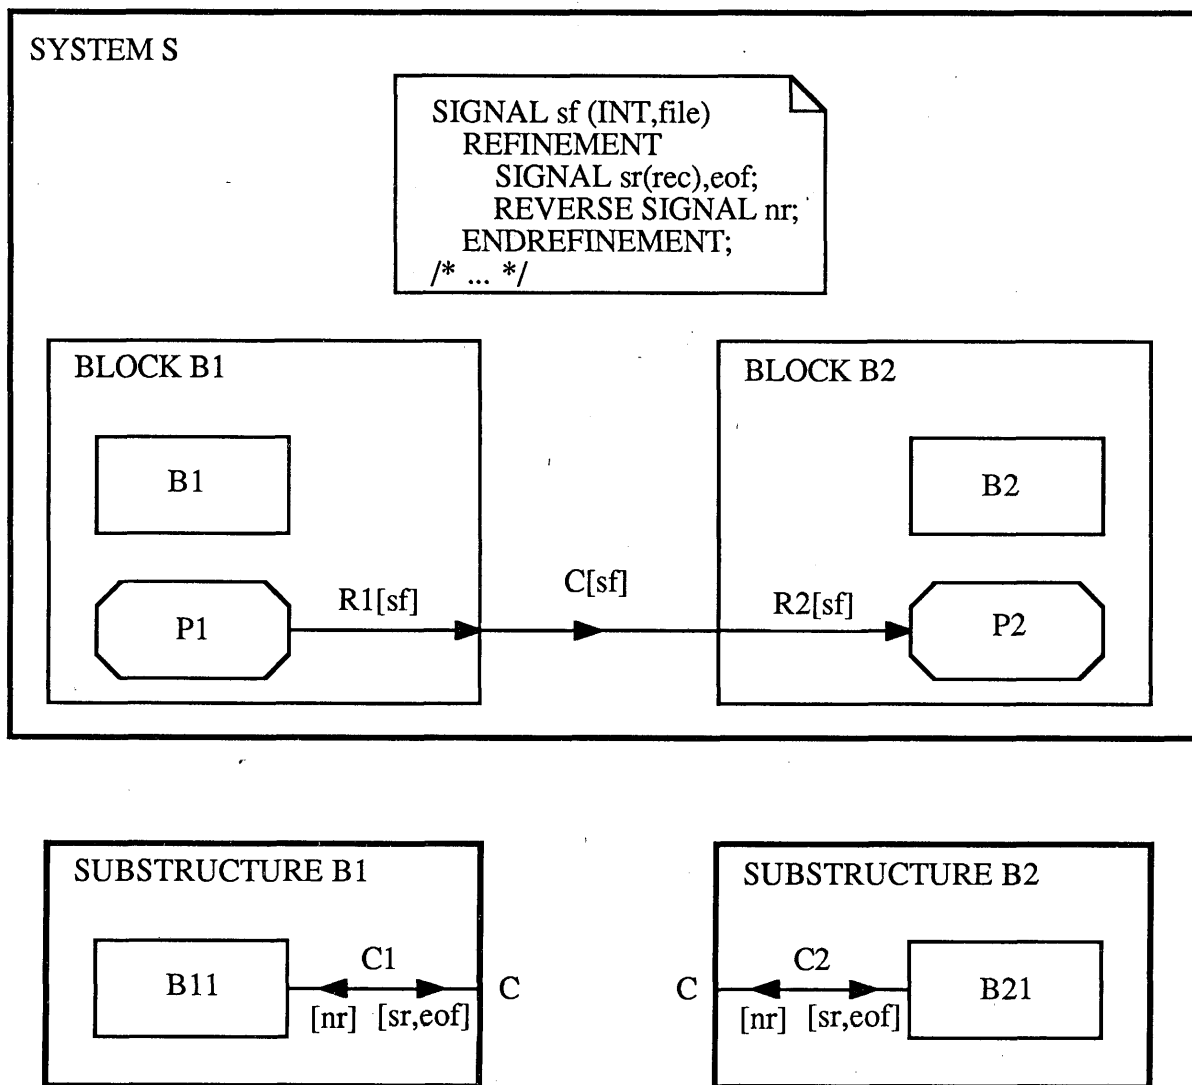 SYSTEM S
SIGNAL sf (INT,file)
REFINEMENT
SIGNAL sr(rec),eof;
REVERSE SIGNAL nr;
ENDREFINEMENT;
/* ... */
BLOCK B1
B1
P1
R1[sf]
C[sf]
BLOCK B2
B2
R2[sf]
P2
SUBSTRUCTURE B1
B11
C1
[nr] [sr,eof]
C
SUBSTRUCTURE B2
C
C2
[nr] [sr,eof]
B21